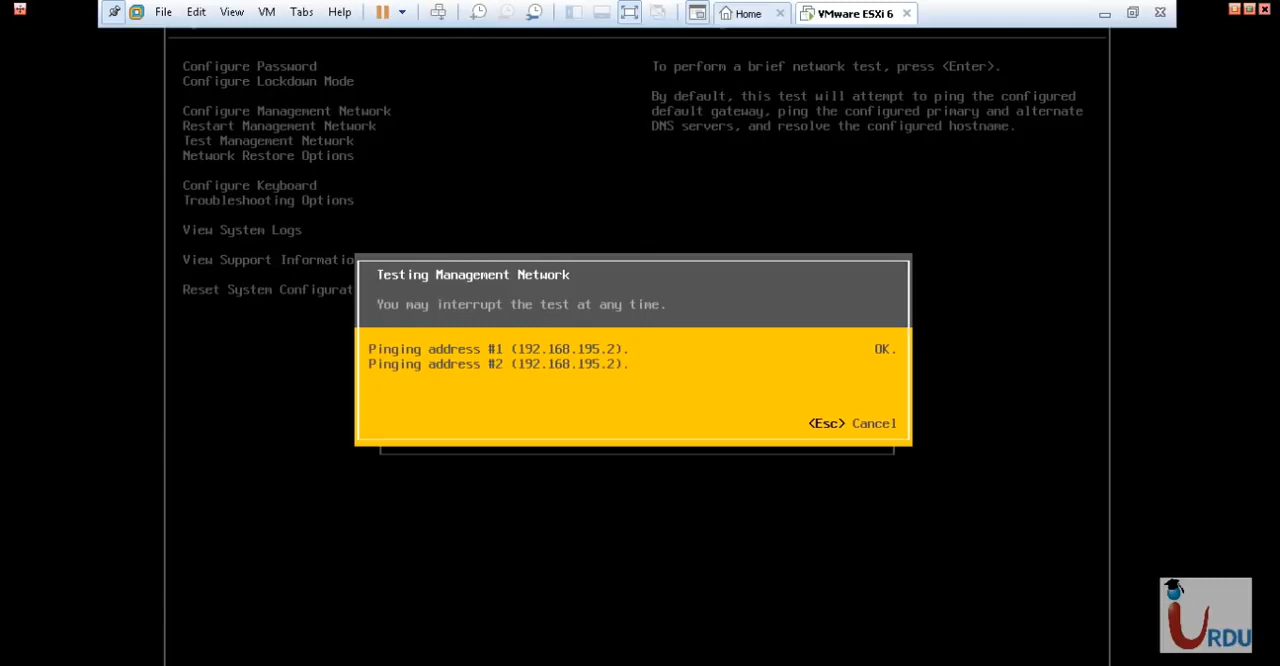 File Edit View VM Tabs Help
Home
VMware ESXi 6
Configure Password
Configure Lockdown Mode
Configure Management Network
Restart Management Network
Test Management Network
Network Restore Options
Configure Keyboard
Troubleshooting Options
View System Logs
View Support Informatio
Reset System Configurat
To perform a brief network test, press <Enter>.
By default, this test will attempt to ping the configured
default gateway, ping the configured primary and alternate
DNS servers, and resolve the configured hostname.
Testing Management Network
You may interrupt the test at any time.
Pinging address #1 (192.168.195.2). OK.
Pinging address #2 (192.168.195.2).
<Esc> Cancel
iURDU